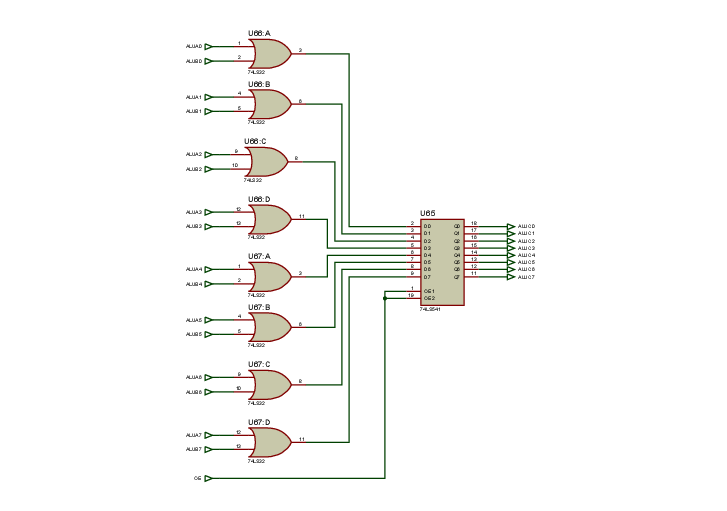 U66:A
ALUA0 1
3
ALUB0 2
74LS32
U66:B
ALUA1 4
6
ALUB1 5
74LS32
U66:C
ALUA2 9
8
ALUB2 10
74LS32
U66:D
ALUA3 12
11
ALUB3 13
74LS32
U67:A
ALUA4 1
3
ALUB4 2
74LS32
U67:B
ALUA5 4
6
ALUB5 5
74LS32
U67:C
ALUA6 9
8
ALUB6 10
74LS32
U67:D
ALUA7 12
11
ALUB7 13
74LS32
OE
U65
2 D0 Q0 18 ALUC0
3 D1 Q1 17 ALUC1
4 D2 Q2 16 ALUC2
5 D3 Q3 15 ALUC3
6 D4 Q4 14 ALUC4
7 D5 Q5 13 ALUC5
8 D6 Q6 12 ALUC6
9 D7 Q7 11 ALUC7
1 OE1
19 OE2
74LS541